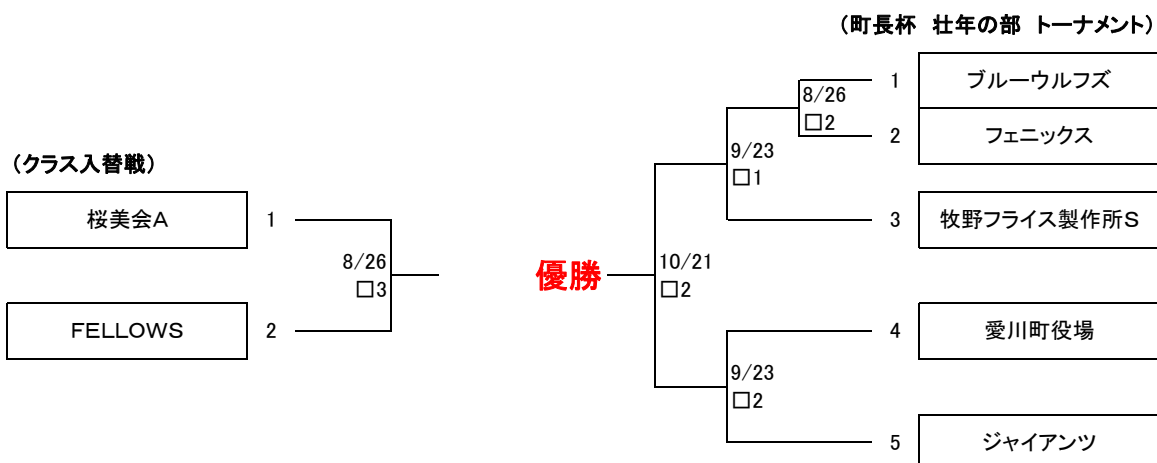 （町長杯 壮年の部 トーナメント）
1 ブルーウルフズ
8/26
□2
2 フェニックス
9/23
□1
3 牧野フライス製作所S
（クラス入替戦）
桜美会A 1
8/26
□3
FELLOWS 2
優勝
10/21
□2
4 愛川町役場
9/23
□2
5 ジャイアンツ